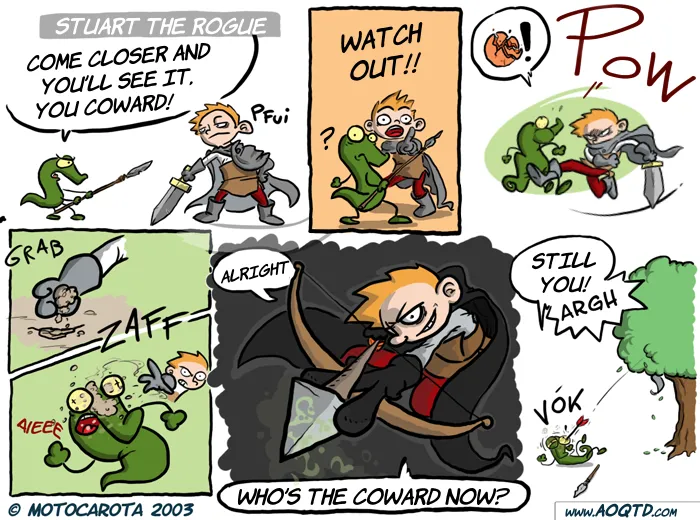 STUART THE ROGUE
COME CLOSER AND
YOU'LL SEE IT.
YOU COWARD!
PFUI
WATCH
OUT!!
?
!
POW
GRAB
ZAFF
AIEEE
ALRIGHT
WHO'S THE COWARD NOW?
STILL
YOU!
ARGH
VÓK
© MOTOCAROTA 2003
WWW.AOQTD.COM